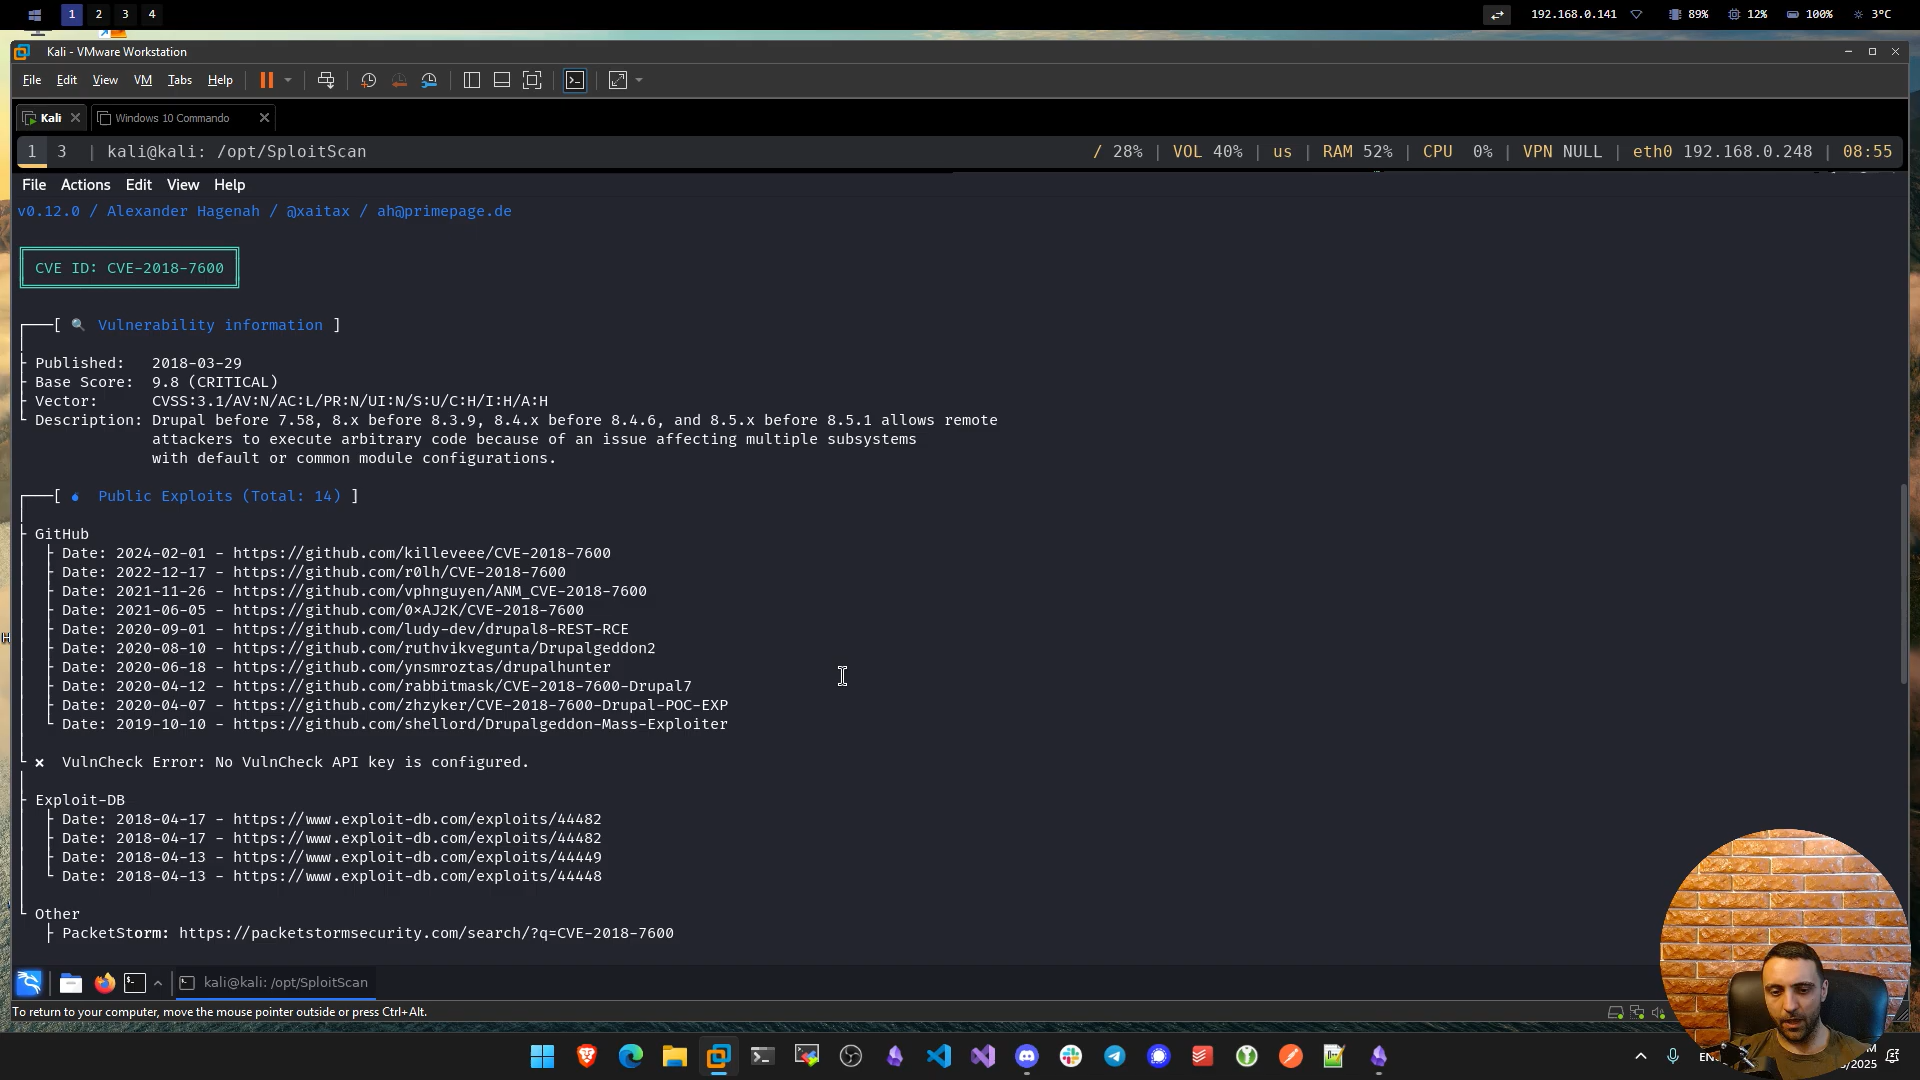 1 2 3 4 192.168.0.141 89% 12% 100% 3°C
Kali - VMware Workstation
File Edit View VM Tabs Help
Kali Windows 10 Commando
1 3 | kali@kali: /opt/SploitScan / 28% | VOL 40% | us | RAM 52% | CPU 0% | VPN NULL | eth0 192.168.0.248 | 08:55
File Actions Edit View Help
v0.12.0 / Alexander Hagenah / @xaitax / ah@primepage.de
CVE ID: CVE-2018-7600
[ Vulnerability information ]
Published: 2018-03-29
Base Score: 9.8 (CRITICAL)
Vector: CVSS:3.1/AV:N/AC:L/PR:N/UI:N/S:U/C:H/I:H/A:H
Description: Drupal before 7.58, 8.x before 8.3.9, 8.4.x before 8.4.6, and 8.5.x before 8.5.1 allows remote
attackers to execute arbitrary code because of an issue affecting multiple subsystems
with default or common module configurations.
[ Public Exploits (Total: 14) ]
GitHub
Date: 2024-02-01 - https://github.com/killeveee/CVE-2018-7600
Date: 2022-12-17 - https://github.com/r0lh/CVE-2018-7600
Date: 2021-11-26 - https://github.com/vphnguyen/ANM_CVE-2018-7600
Date: 2021-06-05 - https://github.com/0×AJ2K/CVE-2018-7600
Date: 2020-09-01 - https://github.com/ludy-dev/drupal8-REST-RCE
Date: 2020-08-10 - https://github.com/ruthvikvegunta/Drupalgeddon2
Date: 2020-06-18 - https://github.com/ynsmroztas/drupalhunter
Date: 2020-04-12 - https://github.com/rabbitmask/CVE-2018-7600-Drupal7
Date: 2020-04-07 - https://github.com/zhzyker/CVE-2018-7600-Drupal-POC-EXP
Date: 2019-10-10 - https://github.com/shellord/Drupalgeddon-Mass-Exploiter
VulnCheck Error: No VulnCheck API key is configured.
Exploit-DB
Date: 2018-04-17 - https://www.exploit-db.com/exploits/44482
Date: 2018-04-17 - https://www.exploit-db.com/exploits/44482
Date: 2018-04-13 - https://www.exploit-db.com/exploits/44449
Date: 2018-04-13 - https://www.exploit-db.com/exploits/44448
Other
PacketStorm: https://packetstormsecurity.com/search/?q=CVE-2018-7600
kali@kali: /opt/SploitScan
To return to your computer, move the mouse pointer outside or press Ctrl+Alt.